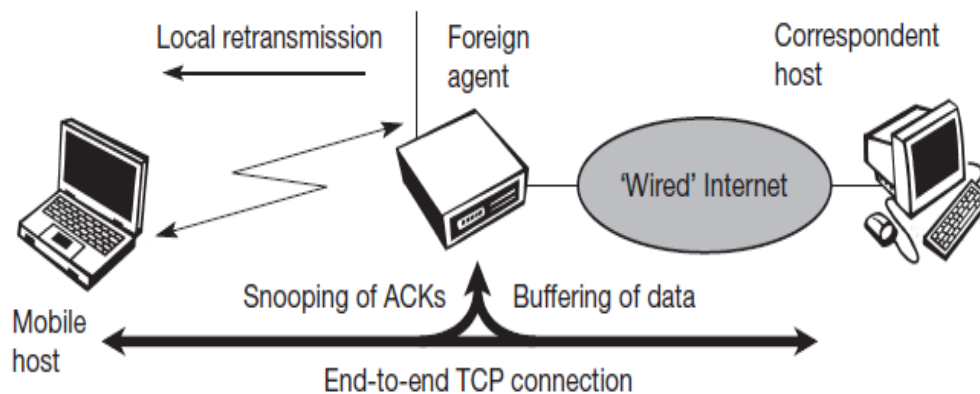 Local retransmission
Foreign
agent
Correspondent
host
'Wired' Internet
Snooping of ACKs
Buffering of data
Mobile
host
End-to-end TCP connection